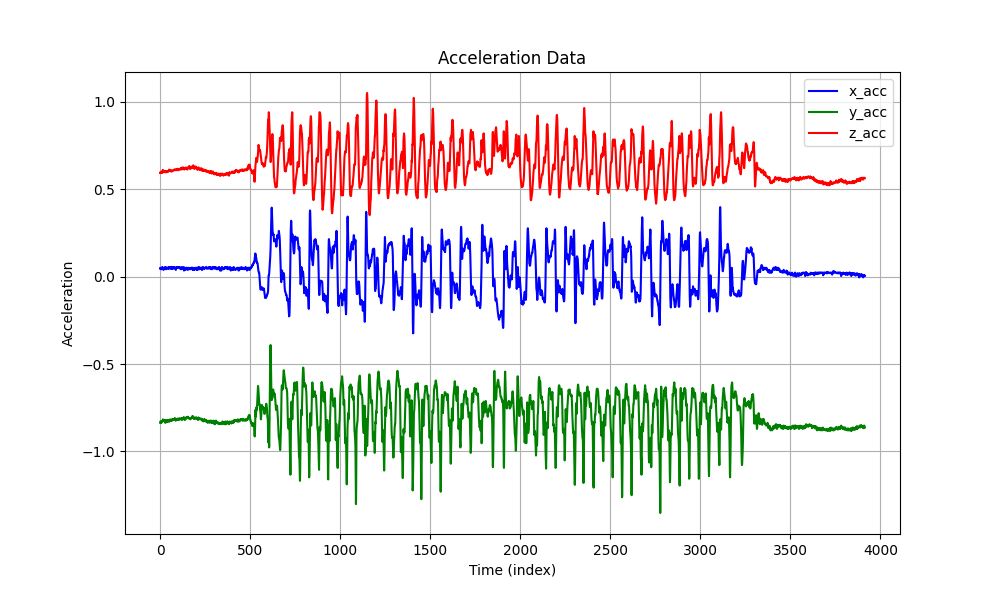 Acceleration Data
x_acc
y_acc
z_acc
1.0
0.5
0.0
−0.5
−1.0
Acceleration
0 500 1000 1500 2000 2500 3000 3500 4000
Time (index)